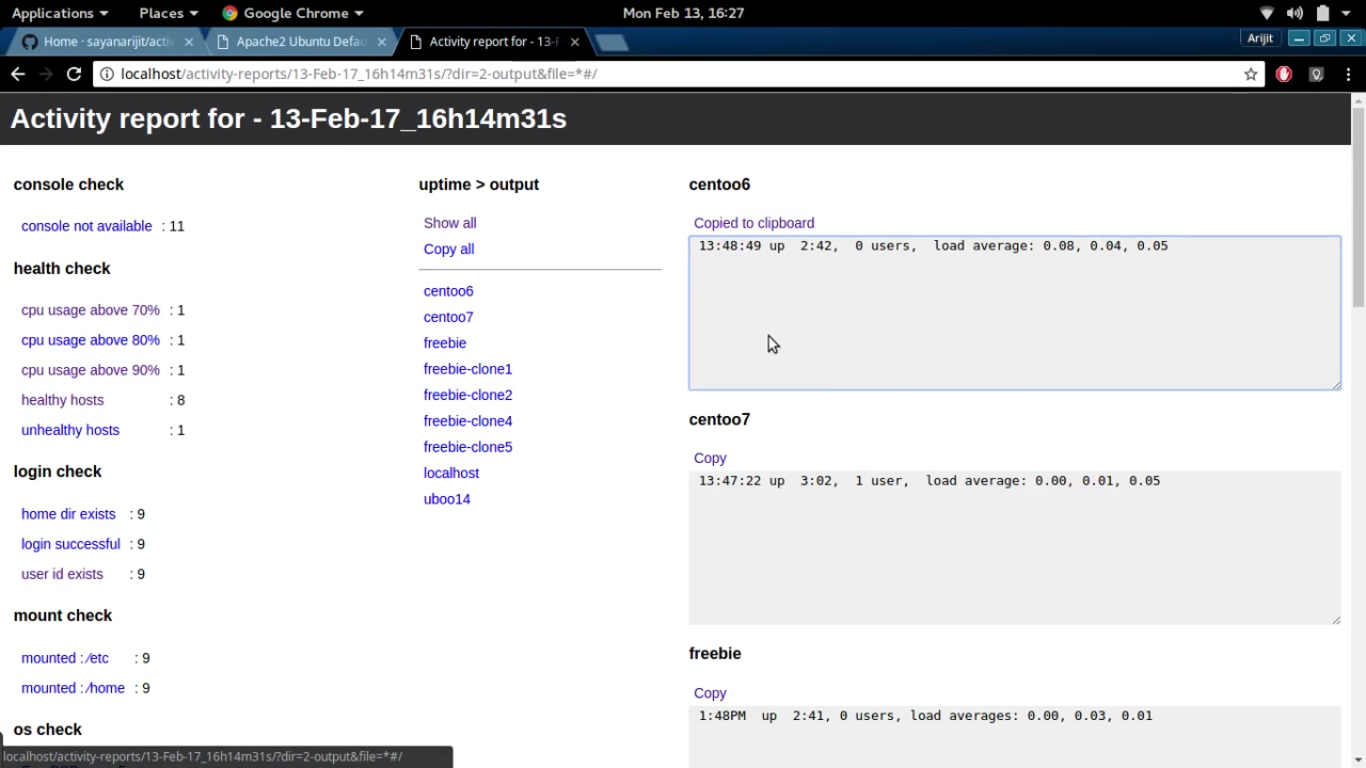 Applications Places Google Chrome Mon Feb 13, 16:27
Home · sayanarijit/activ Apache2 Ubuntu Defau Activity report for - 13-F Arijit
localhost/activity-reports/13-Feb-17_16h14m31s/?dir=2-output&file=*#/
Activity report for - 13-Feb-17_16h14m31s
console check
console not available : 11
health check
cpu usage above 70% : 1
cpu usage above 80% : 1
cpu usage above 90% : 1
healthy hosts : 8
unhealthy hosts : 1
login check
home dir exists : 9
login successful : 9
user id exists : 9
mount check
mounted :⁄etc : 9
mounted :⁄home : 9
os check
uptime > output
Show all
Copy all
centoo6
centoo7
freebie
freebie-clone1
freebie-clone2
freebie-clone4
freebie-clone5
localhost
uboo14
centoo6
Copied to clipboard
13:48:49 up  2:42,  0 users,  load average: 0.08, 0.04, 0.05
centoo7
Copy
13:47:22 up  3:02,  1 user,  load average: 0.00, 0.01, 0.05
freebie
Copy
1:48PM  up  2:41, 0 users, load averages: 0.00, 0.03, 0.01
localhost/activity-reports/13-Feb-17_16h14m31s/?dir=2-output&file=*#/